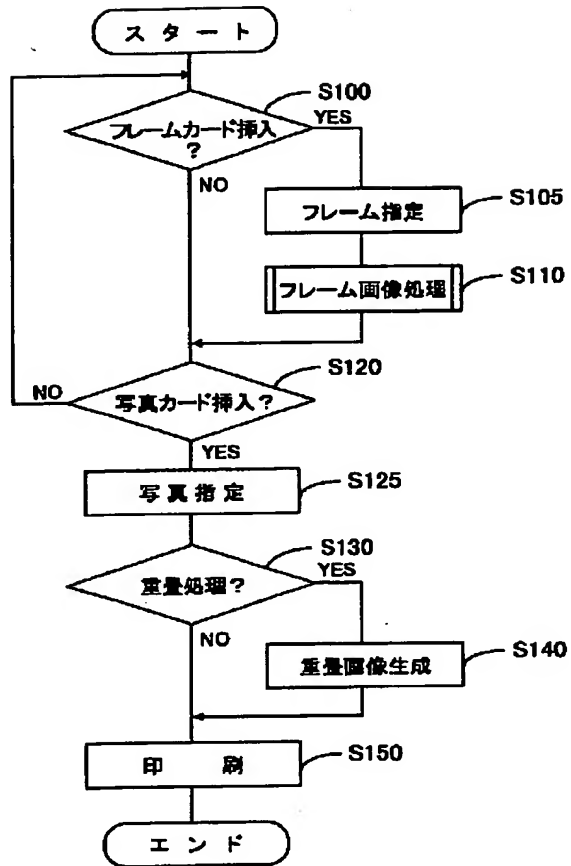 スタート
S100
フレームカード挿入
?
YES
NO
フレーム指定
S105
フレーム画像処理
S110
S120
写真カード挿入?
NO
YES
写真指定
S125
S130
重畳処理?
YES
NO
重畳画像生成
S140
印 刷
S150
エンド